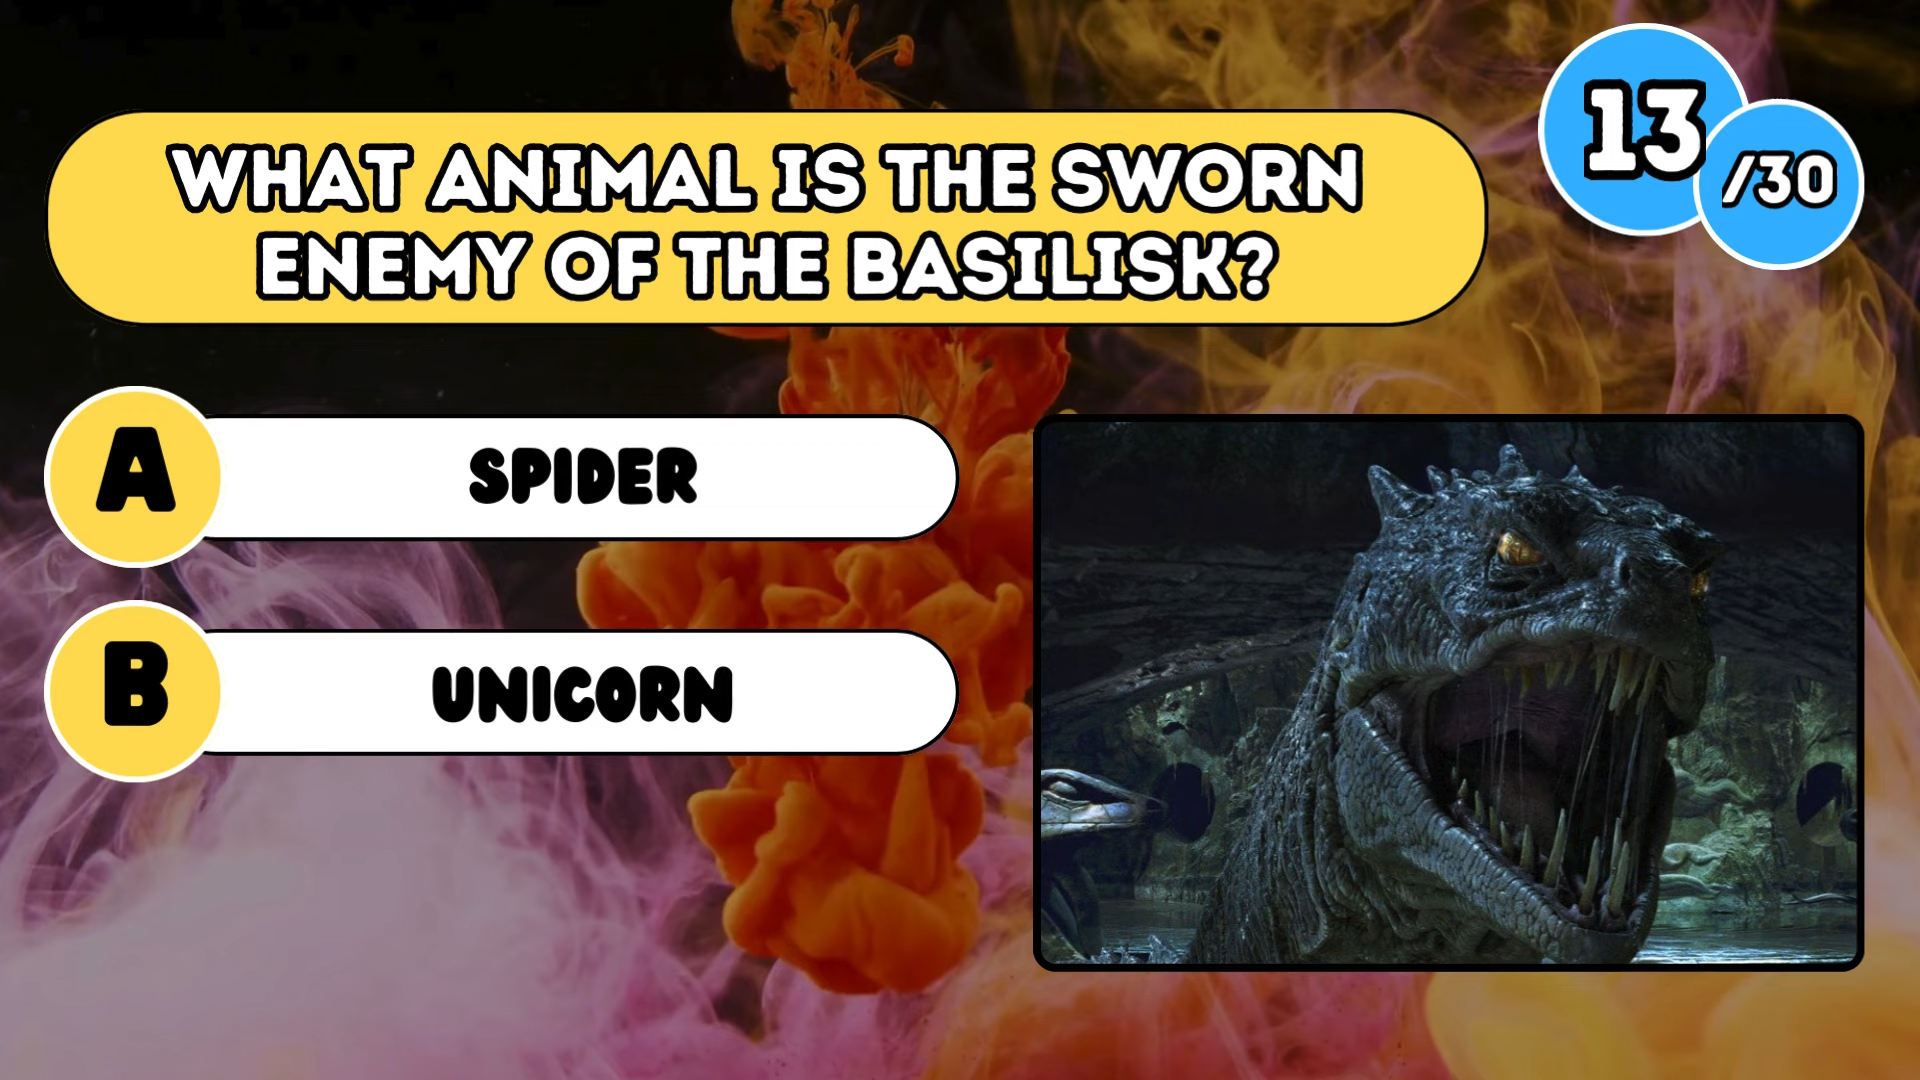 WHAT ANIMAL IS THE SWORN
ENEMY OF THE BASILISK?
13
/30
A
SPIDER
B
UNICORN